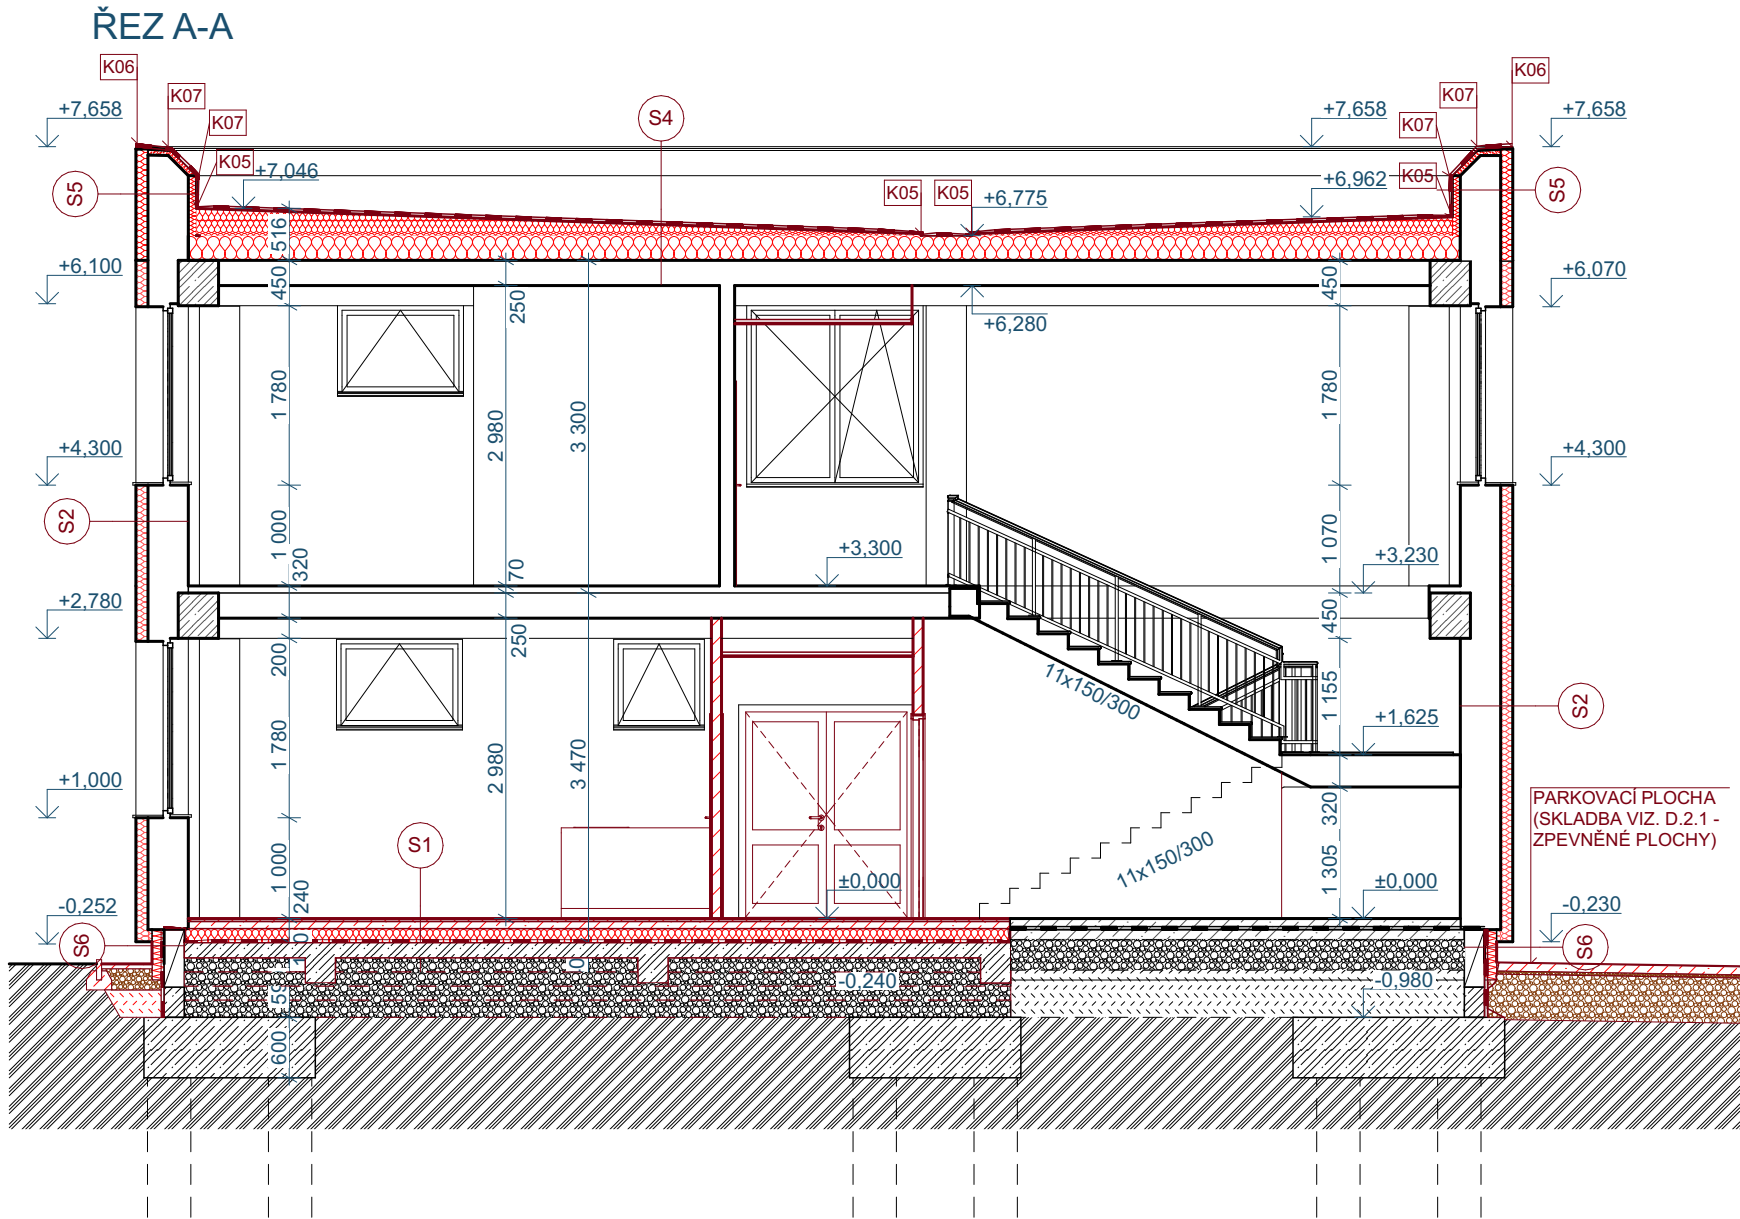 ŘEZ A-A
K06
K07
K07
K05
+7,658
+7,046
S4
S5
K05
K05
+6,775
+7,658
+6,962
K07
K07
K05
K06
+7,658
S5
+6,100
516
450
250
+6,280
450
+6,070
1 780
2 980
3 300
1 780
+4,300
+4,300
S2
1 000
320
70
+3,300
1 070
+3,230
+2,780
200
250
450
11x150/300
1 155
+1,625
S2
1 780
2 980
3 470
+1,000
320
PARKOVACÍ PLOCHA
(SKLADBA VIZ. D.2.1 -
ZPEVNĚNÉ PLOCHY)
S1
11x150/300
1 000
240
±0,000
1 305
±0,000
-0,252
-0,230
S6
S6
-0,240
-0,980
600